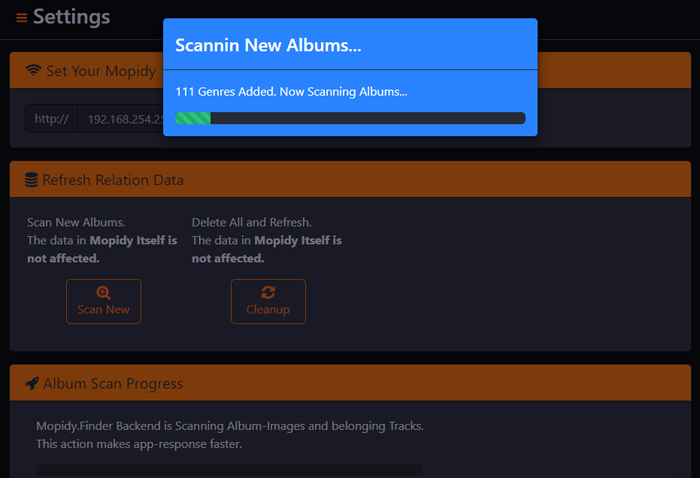 Settings
Scannin New Albums...
111 Genres Added. Now Scanning Albums...
Set Your Mopidy
http:// 192.168.254.25
Refresh Relation Data
Scan New Albums.
The data in Mopidy Itself is
not affected.
Scan New
Delete All and Refresh.
The data in Mopidy Itself is
not affected.
Cleanup
Album Scan Progress
Mopidy.Finder Backend is Scanning Album-Images and belonging Tracks.
This action makes app-response faster.